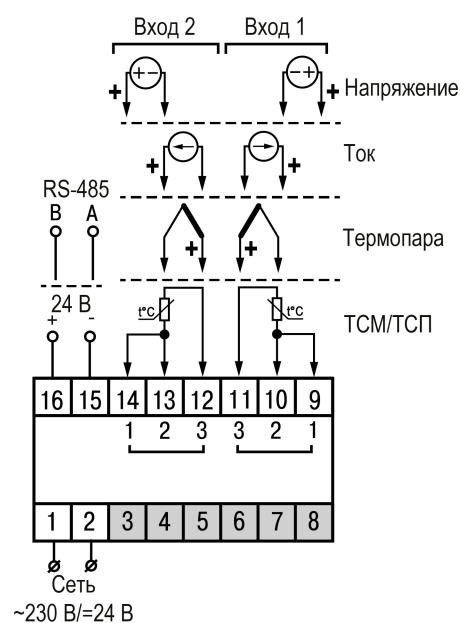 Вход 2 Вход 1
+ + − − + +
Напряжение
+ +
Ток
RS-485
B A
+ +
Термопара
24 В
+ -
t°C t°C
ТСМ/ТСП
16 15 14 13 12 11 10 9
1 2 3 3 2 1
1 2 3 4 5 6 7 8
Сеть
~230 В/=24 В